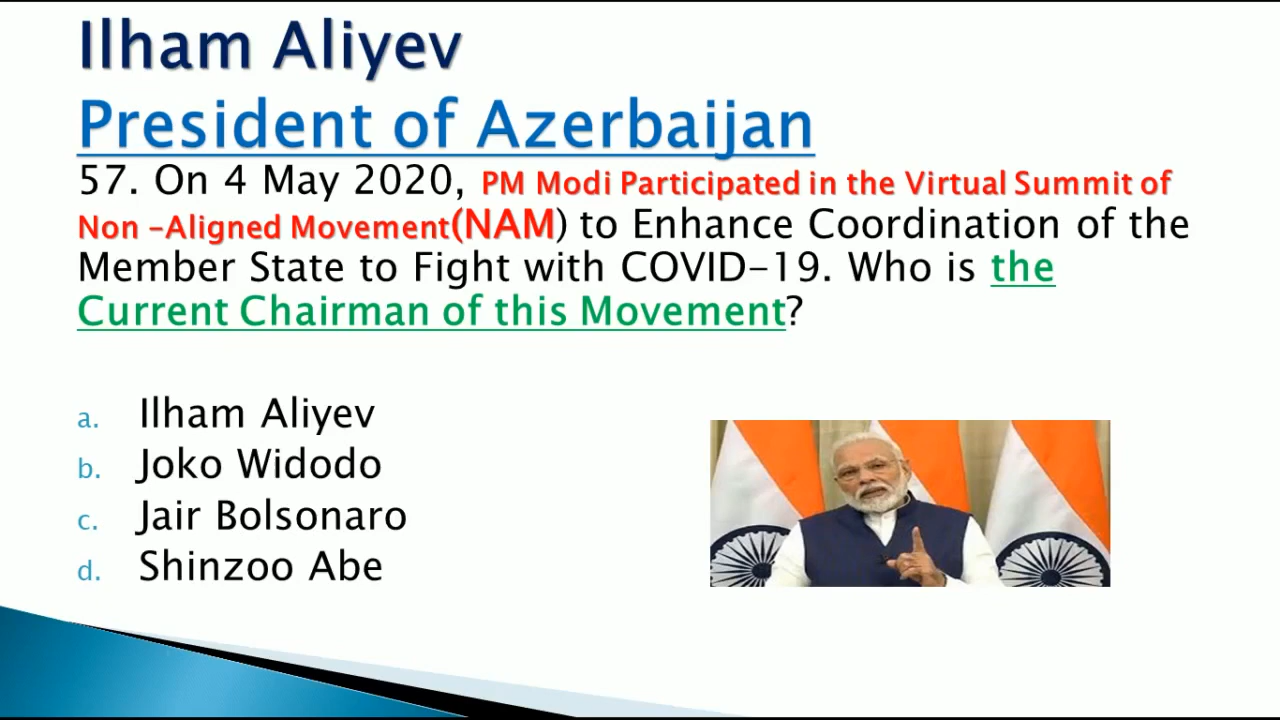 Ilham Aliyev
President of Azerbaijan
57. On 4 May 2020, PM Modi Participated in the Virtual Summit of
Non -Aligned Movement(NAM) to Enhance Coordination of the
Member State to Fight with COVID-19. Who is the
Current Chairman of this Movement?
a. Ilham Aliyev
b. Joko Widodo
c. Jair Bolsonaro
d. Shinzoo Abe